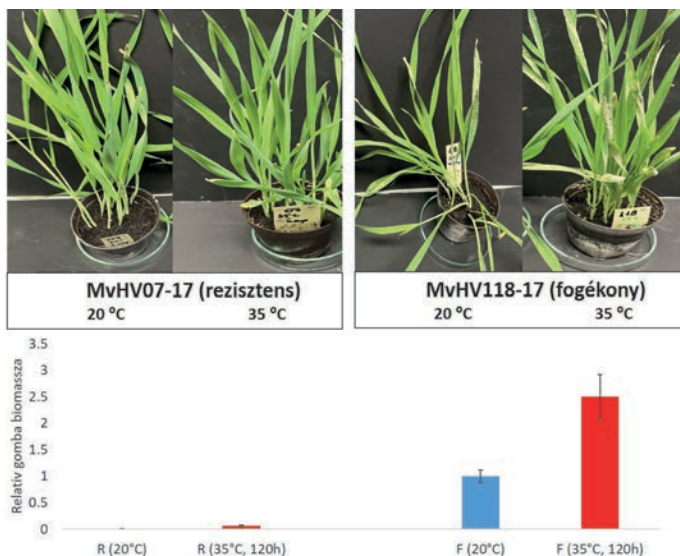 MvHV07-17 (rezisztens)
20 °C 35 °C
MvHV118-17 (fogékony)
20 °C 35 °C
Relatív gomba biomassza
3.5
3
2.5
2
1.5
1
0.5
0
R (20°C) R (35°C, 120h) F (20°C) F (35°C, 120h)